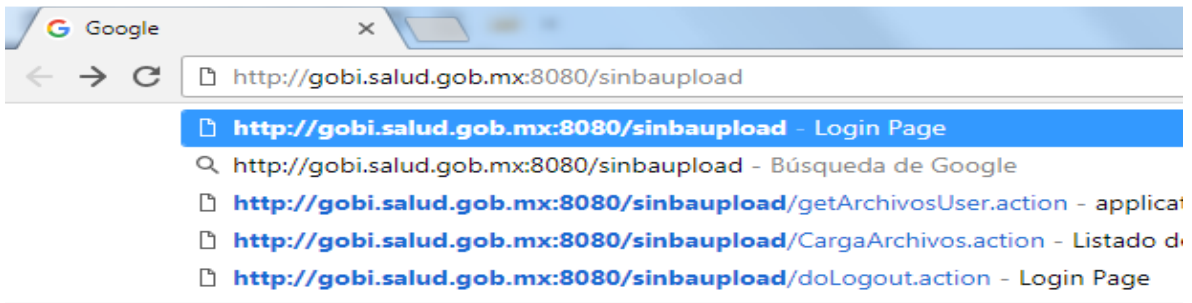 Google
http://gobi.salud.gob.mx:8080/sinbaupload
http://gobi.salud.gob.mx:8080/sinbaupload - Login Page
http://gobi.salud.gob.mx:8080/sinbaupload - Búsqueda de Google
http://gobi.salud.gob.mx:8080/sinbaupload/getArchivosUser.action - applicat
http://gobi.salud.gob.mx:8080/sinbaupload/CargaArchivos.action - Listado de
http://gobi.salud.gob.mx:8080/sinbaupload/doLogout.action - Login Page